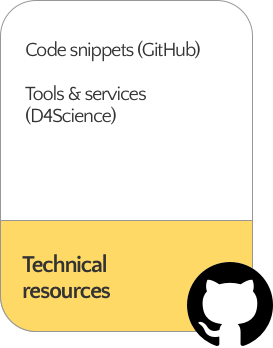 Code snippets (GitHub)
Tools & services
(D4Science)
Technical
resources